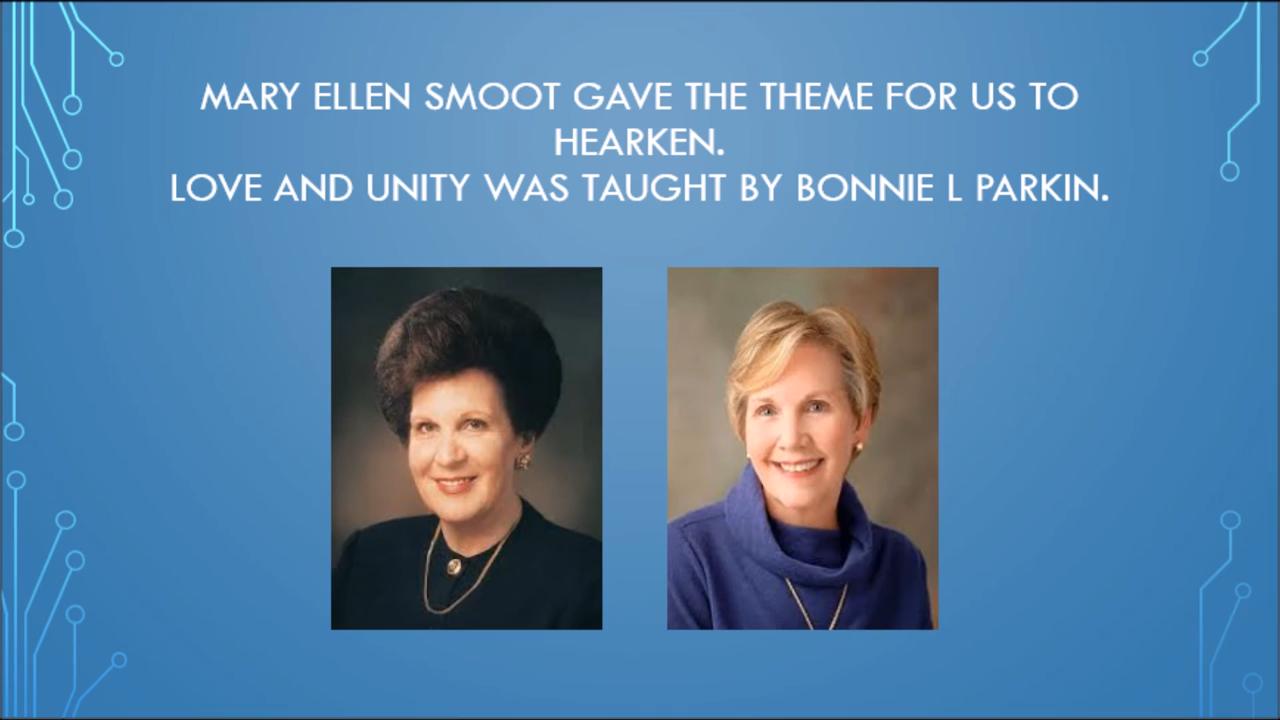 MARY ELLEN SMOOT GAVE THE THEME FOR US TO
HEARKEN.
LOVE AND UNITY WAS TAUGHT BY BONNIE L PARKIN.